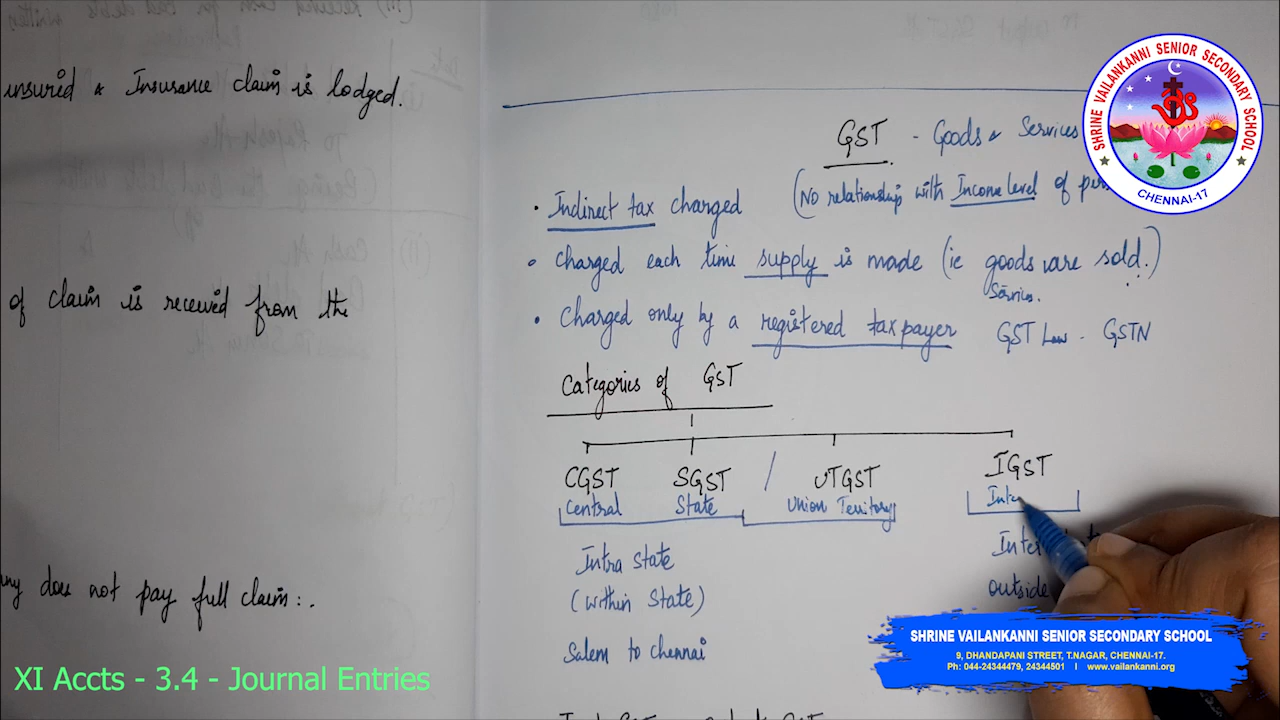 insured & Insurance claim is lodged.
of claim is received from the
does not pay full claim:.
GST - Goods & Services
Indirect tax charged (No relationship with Income level of
Charged each time supply is made (ie goods are sold.)
Services.
Charged only by a registered taxpayer GST Law - GSTN
Categories of GST
CGST SGST / UTGST IGST
Central State Union Territory Inte
Intra State
(within State)
outside
Salem to Chennai
SHRINE VAILANKANNI SENIOR SECONDARY SCHOOL
CHENNAI-17
SHRINE VAILANKANNI SENIOR SECONDARY SCHOOL
9, DHANDAPANI STREET, T.NAGAR, CHENNAI-17.
Ph: 044-24344479, 24344501 I www.vailankanni.org
XI Accts - 3.4 - Journal Entries